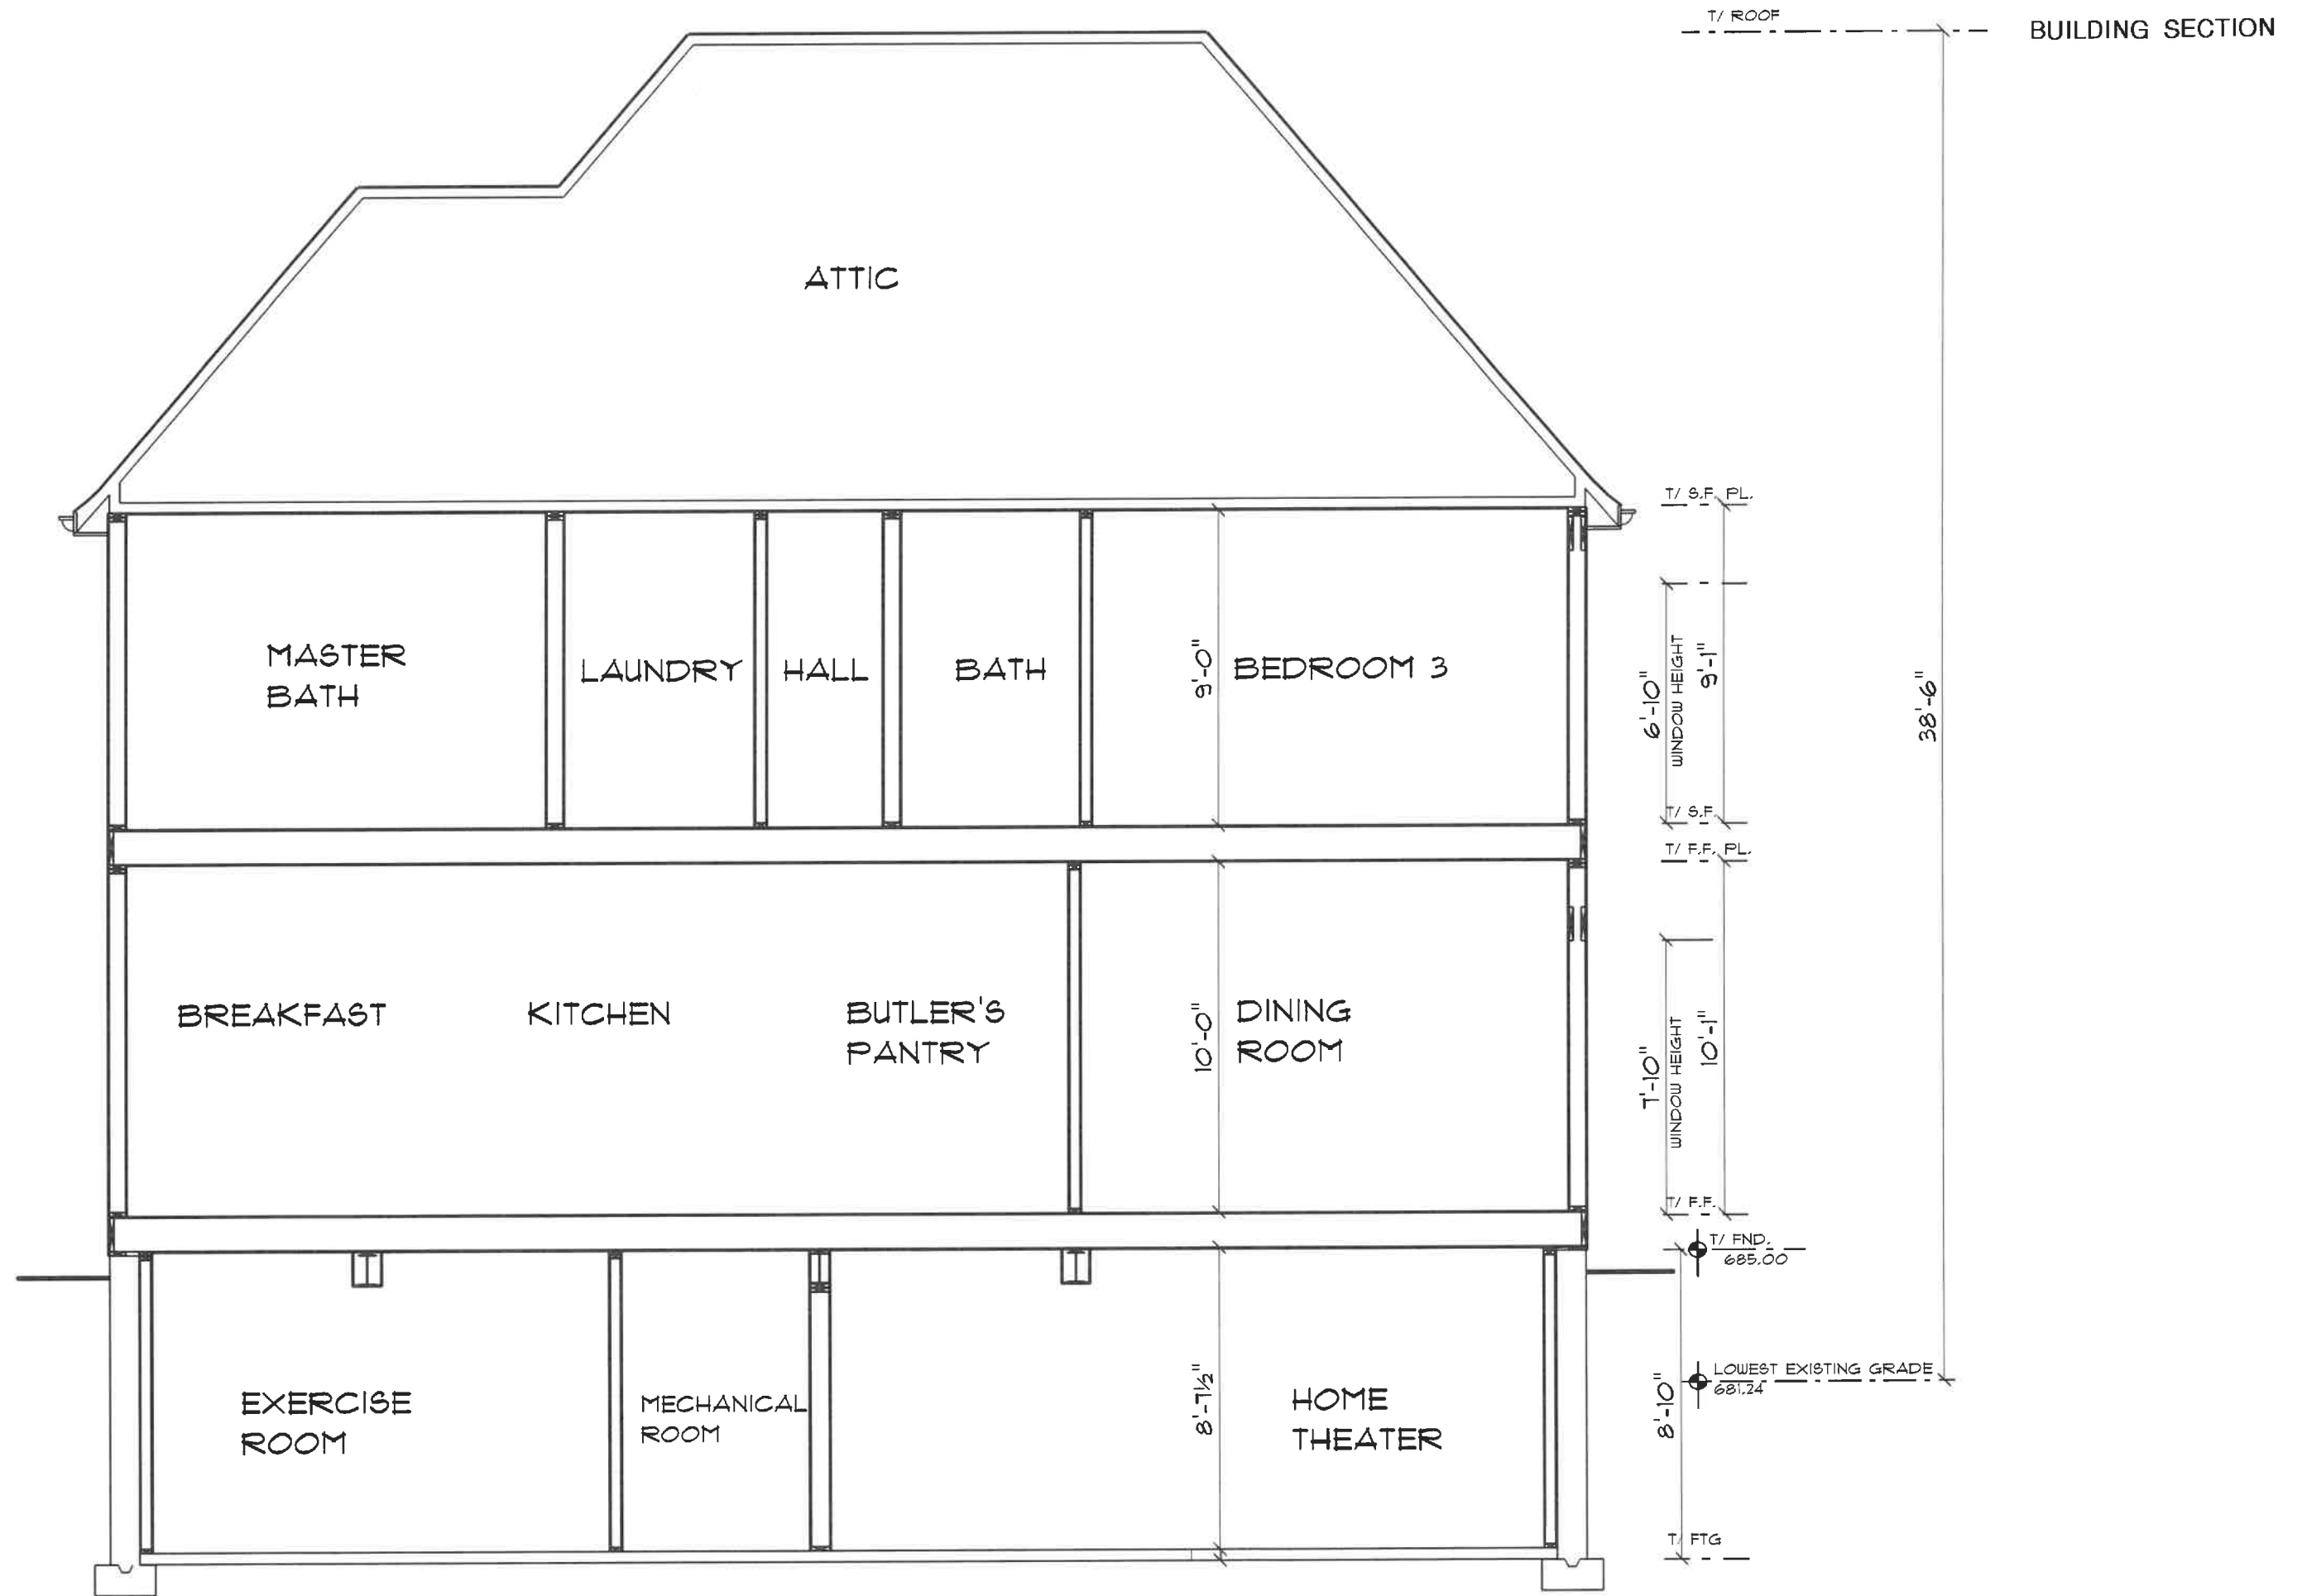 T/ ROOF
BUILDING SECTION
ATTIC
T/ S.F. PL.
MASTER
BATH
LAUNDRY
HALL
BATH
9'-0"
BEDROOM 3
6'-10"
WINDOW HEIGHT
9'-1"
38'-6"
T/ S.F.
T/ F.F. PL.
BREAKFAST
KITCHEN
BUTLER'S
PANTRY
10'-0"
DINING
ROOM
7'-10"
WINDOW HEIGHT
10'-1"
T/ F.F.
T/ FND.
685.00
EXERCISE
ROOM
MECHANICAL
ROOM
8'-7½"
HOME
THEATER
8'-10"
LOWEST EXISTING GRADE
681.24
T/ FTG